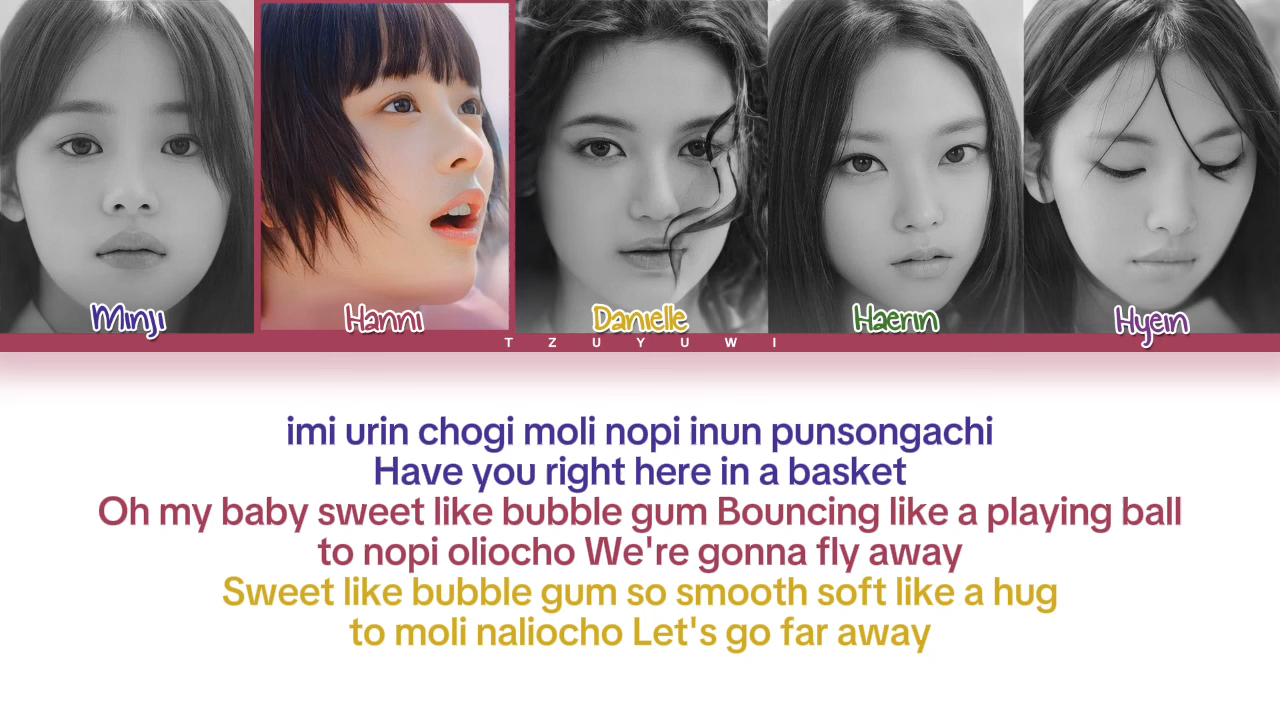 Minji Hanni Danielle Haerin Hyein
TZUYUWI
imi urin chogi moli nopi inun punsongachi
Have you right here in a basket
Oh my baby sweet like bubble gum Bouncing like a playing ball
to nopi oliocho We're gonna fly away
Sweet like bubble gum so smooth soft like a hug
to moli naliocho Let's go far away